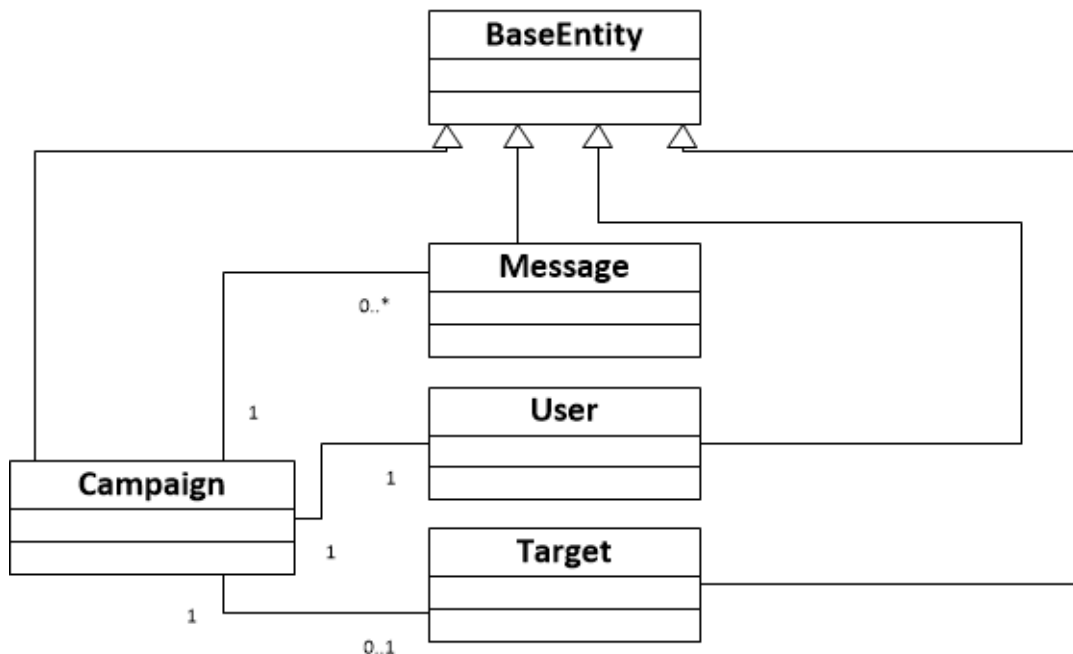 BaseEntity
Message
0..*
1
User
1
Campaign
1
Target
1
0..1